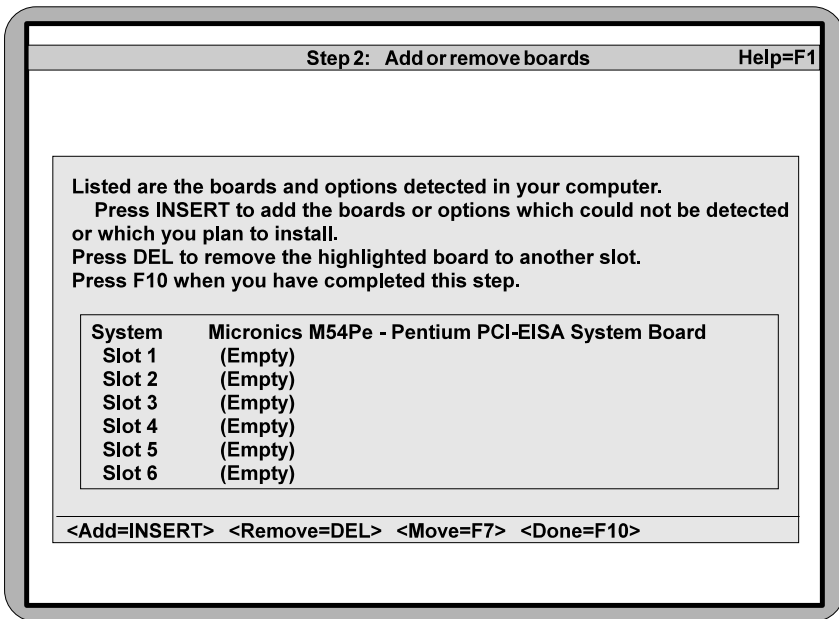 Step 2: Add or remove boards Help=F1
Listed are the boards and options detected in your computer.
Press INSERT to add the boards or options which could not be detected
or which you plan to install.
Press DEL to remove the highlighted board to another slot.
Press F10 when you have completed this step.
System Micronics M54Pe - Pentium PCI-EISA System Board
Slot 1 (Empty)
Slot 2 (Empty)
Slot 3 (Empty)
Slot 4 (Empty)
Slot 5 (Empty)
Slot 6 (Empty)
<Add=INSERT> <Remove=DEL> <Move=F7> <Done=F10>